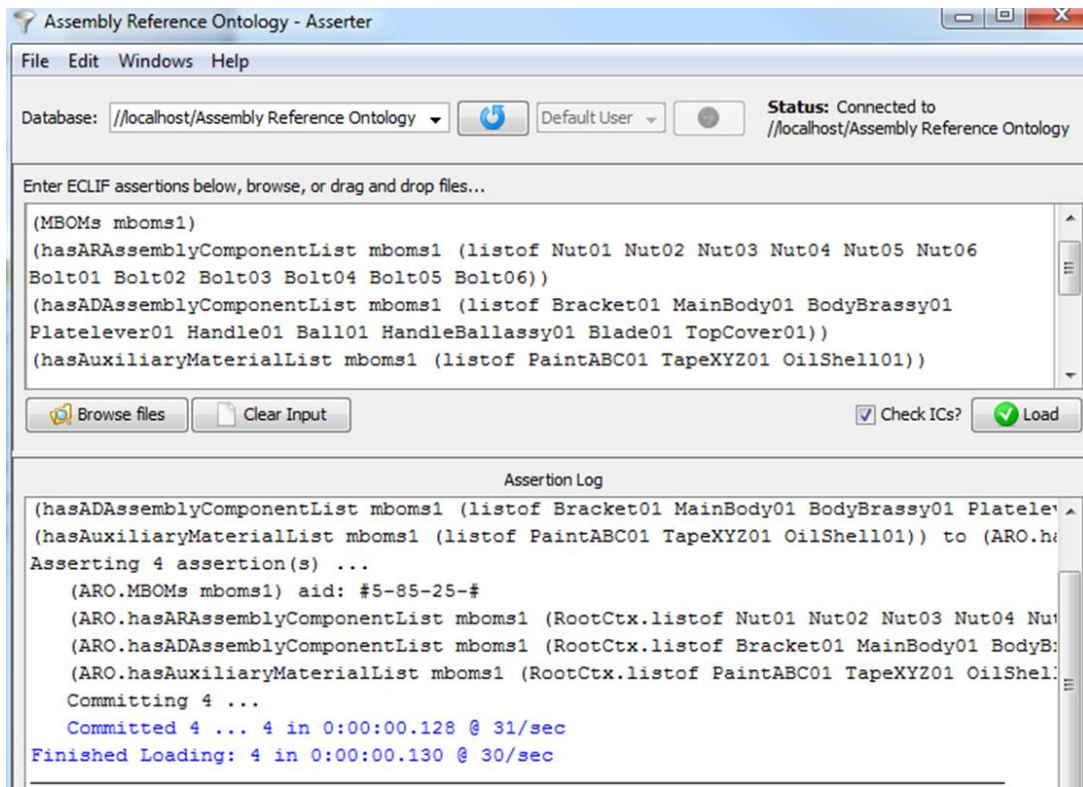 Assembly Reference Ontology - Asserter
File Edit Windows Help
Database: //localhost/Assembly Reference Ontology Default User Status: Connected to
//localhost/Assembly Reference Ontology
Enter ECLIF assertions below, browse, or drag and drop files...
(MBOMs mboms1)
(hasARAssemblyComponentList mboms1 (listof Nut01 Nut02 Nut03 Nut04 Nut05 Nut06
Bolt01 Bolt02 Bolt03 Bolt04 Bolt05 Bolt06))
(hasADAssemblyComponentList mboms1 (listof Bracket01 MainBody01 BodyBrassy01
Platelever01 Handle01 Ball01 HandleBallassy01 Blade01 TopCover01))
(hasAuxiliaryMaterialList mboms1 (listof PaintABC01 TapeXYZ01 OilShell01))
Browse files Clear Input Check ICs? Load
Assertion Log
(hasADAssemblyComponentList mboms1 (listof Bracket01 MainBody01 BodyBrassy01
(hasAuxiliaryMaterialList mboms1 (listof PaintABC01 TapeXYZ01 OilShell01)) to
Asserting 4 assertion(s) ...
(ARO.MBOMs mboms1) aid: #5-85-25-#
(ARO.hasARAssemblyComponentList mboms1 (RootCtx.listof Nut01 Nut02 Nut03 Nut04
(ARO.hasADAssemblyComponentList mboms1 (RootCtx.listof Bracket01 MainBody01
(ARO.hasAuxiliaryMaterialList mboms1 (RootCtx.listof PaintABC01 TapeXYZ01
Committing 4 ...
Committed 4 ... 4 in 0:00:00.128 @ 31/sec
Finished Loading: 4 in 0:00:00.130 @ 30/sec